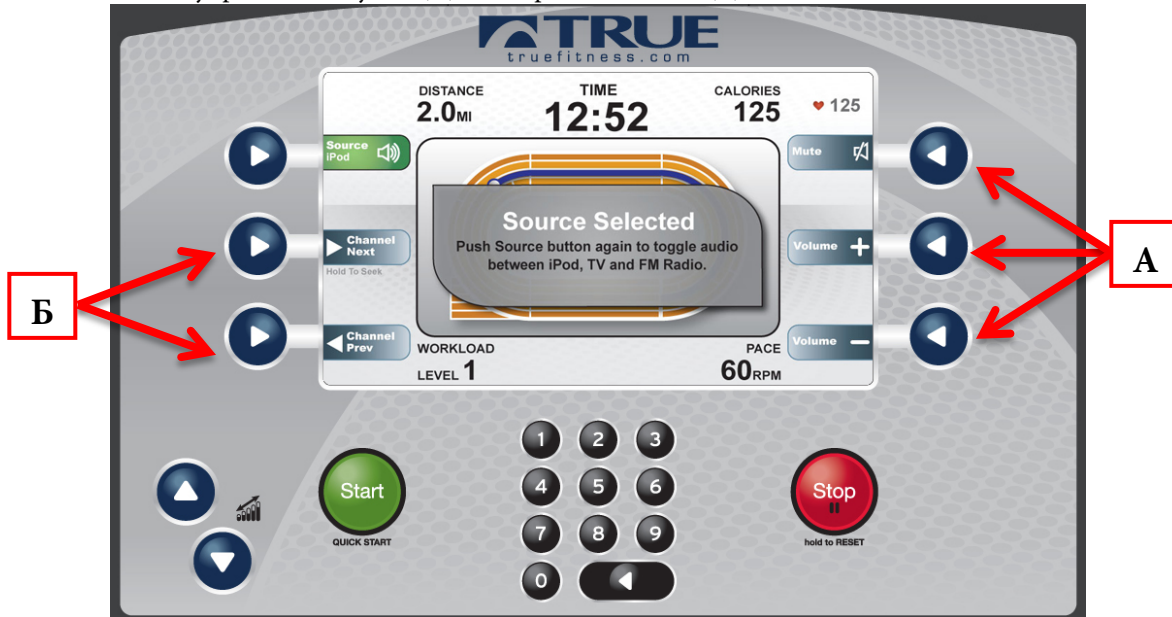 TRUE
truefitness.com
DISTANCE
2.0MI
TIME
12:52
CALORIES
125
125
Source
iPod
Mute
Source Selected
Push Source button again to toggle audio
between iPod, TV and FM Radio.
Channel
Next
Hold To Seek
Volume +
А
Б
Channel
Prev
Volume −
WORKLOAD
LEVEL 1
PACE
60RPM
1 2 3
4 5 6
7 8 9
0
Start
QUICK START
Stop
hold to RESET